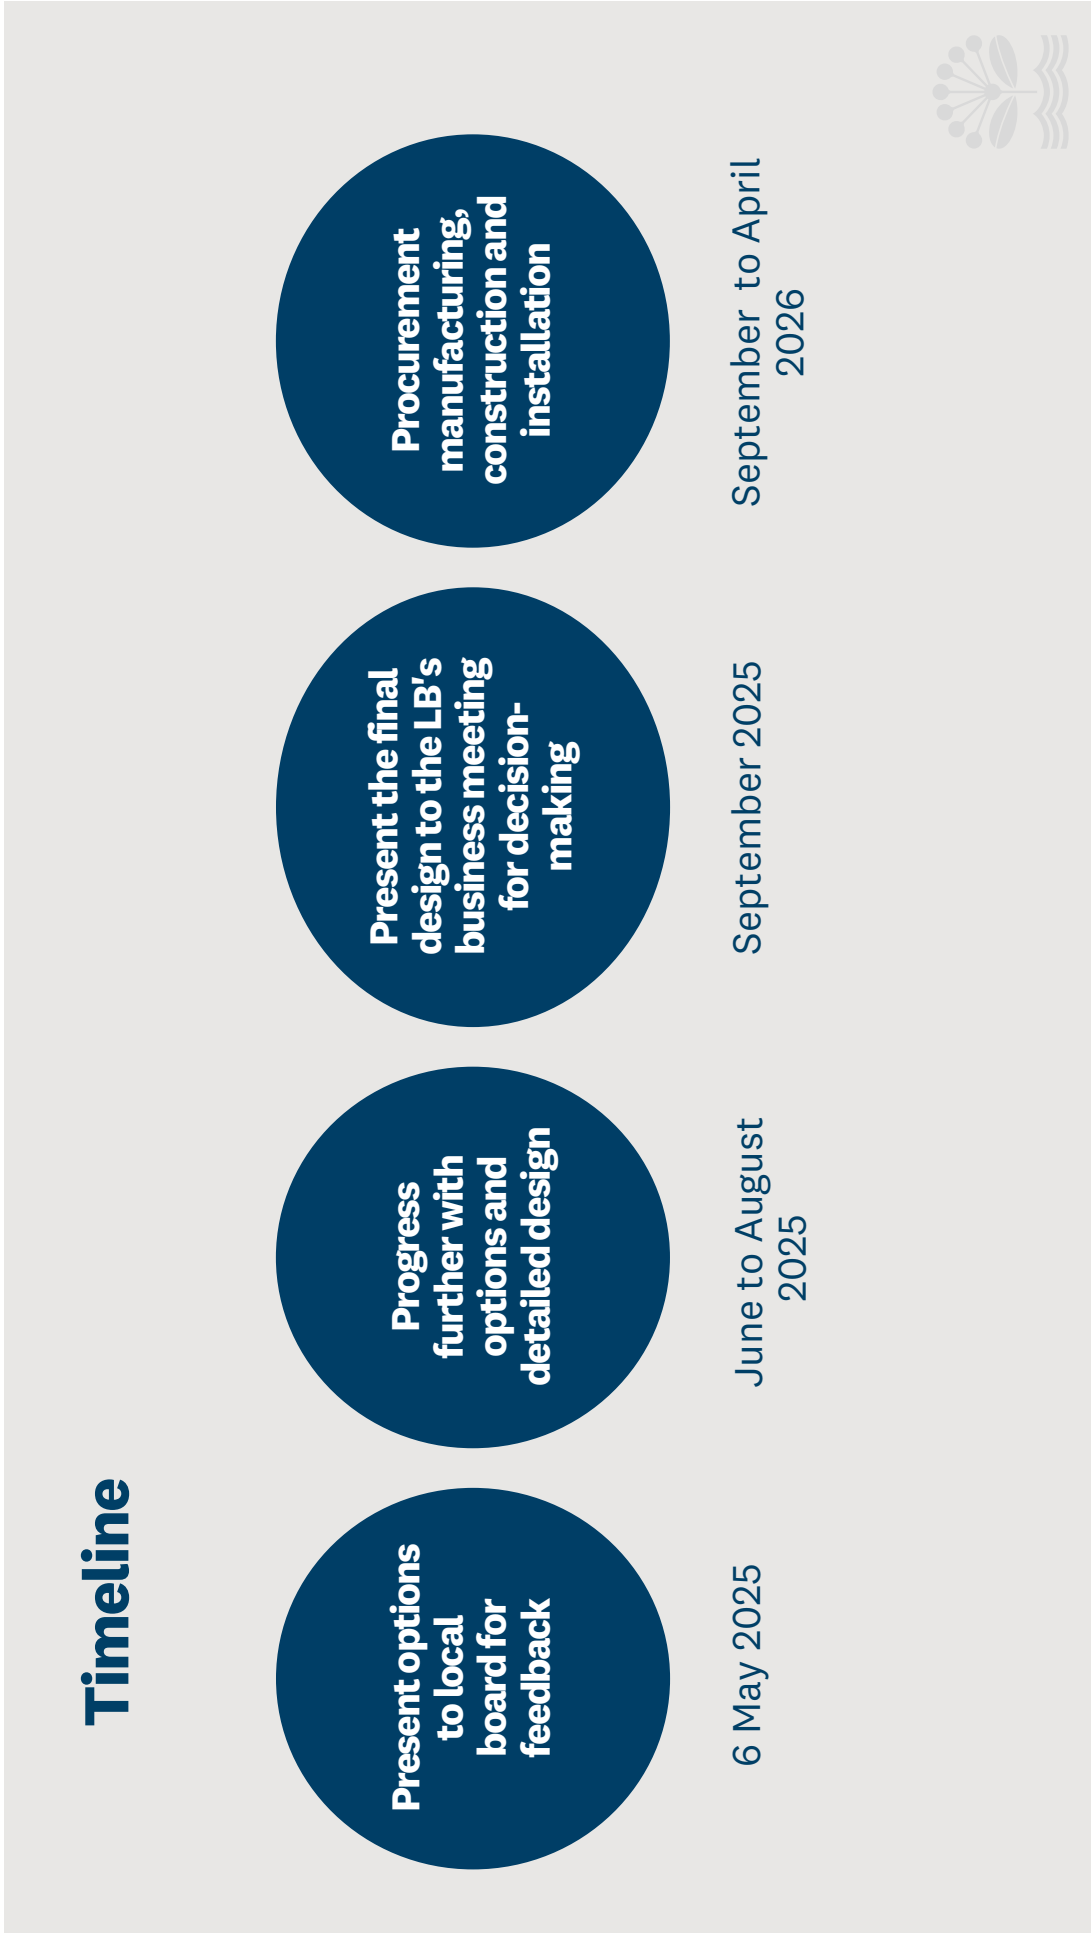 Timeline
Present options
to local
board for
feedback
6 May 2025
Progress
further with
options and
detailed design
June to August
2025
Present the final
design to the LB's
business meeting
for decision-
making
September 2025
Procurement
manufacturing,
construction and
installation
September to April
2026